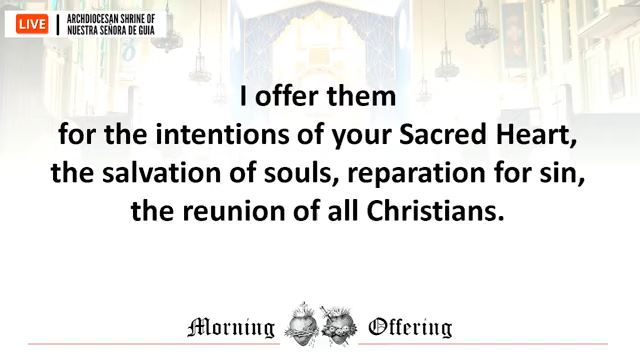 LIVE
ARCHDIOCESAN SHRINE OF
NUESTRA SEÑORA DE GUIA
I offer them
for the intentions of your Sacred Heart,
the salvation of souls, reparation for sin,
the reunion of all Christians.
Morning Offering